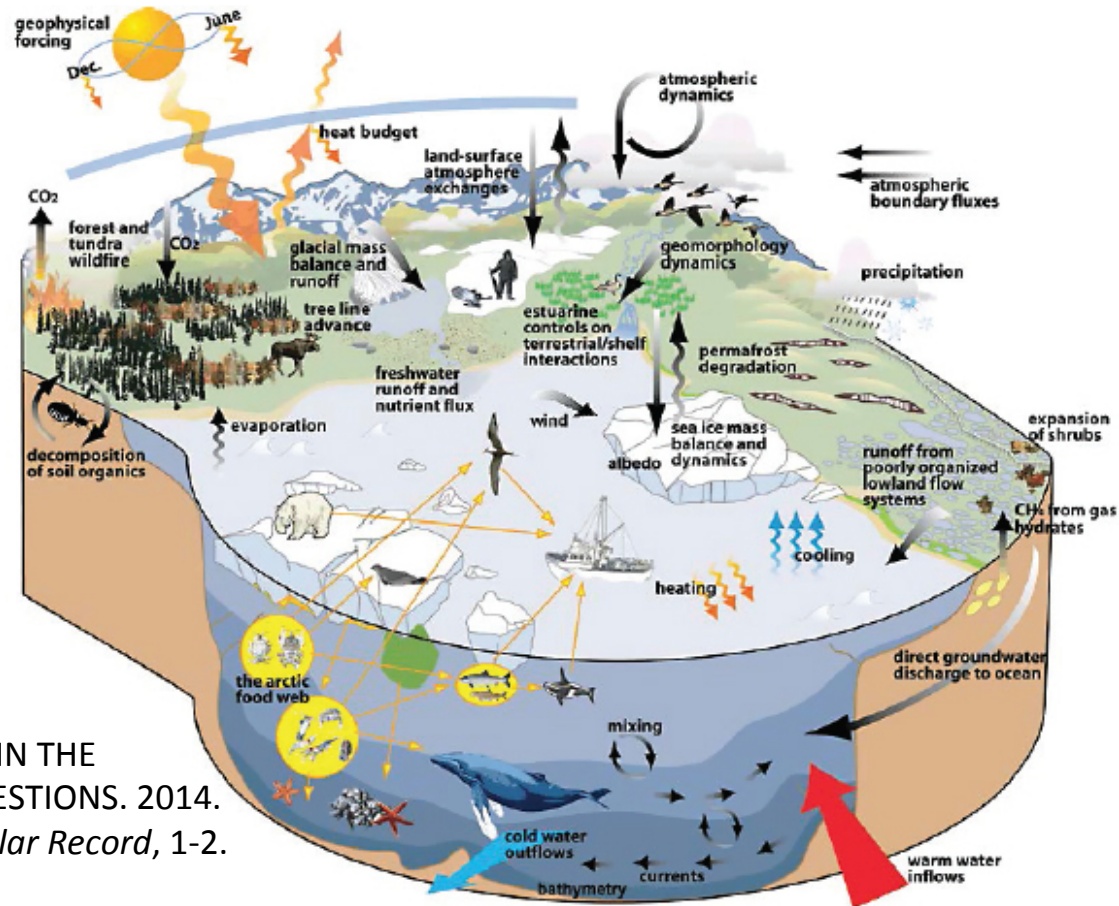 geophysical
forcing
June
Dec.
heat budget
atmospheric
dynamics
land-surface
atmosphere
exchanges
atmospheric
boundary fluxes
CO₂
forest and
tundra
wildfire
CO₂
glacial mass
balance and
runoff
geomorphology
dynamics
precipitation
tree line
advance
estuarine
controls on
terrestrial/shelf
interactions
permafrost
degradation
freshwater
runoff and
nutrient flux
wind
evaporation
decomposition
of soil organics
albedo
sea ice mass
balance and
dynamics
expansion
of shrubs
runoff from
poorly organized
lowland flow
systems
CH₄ from gas
hydrates
cooling
heating
the arctic
food web
direct groundwater
discharge to ocean
mixing
IN THE
ESTIONS. 2014.
lar Record, 1-2.
cold water
outflows
currents
bathymetry
warm water
inflows